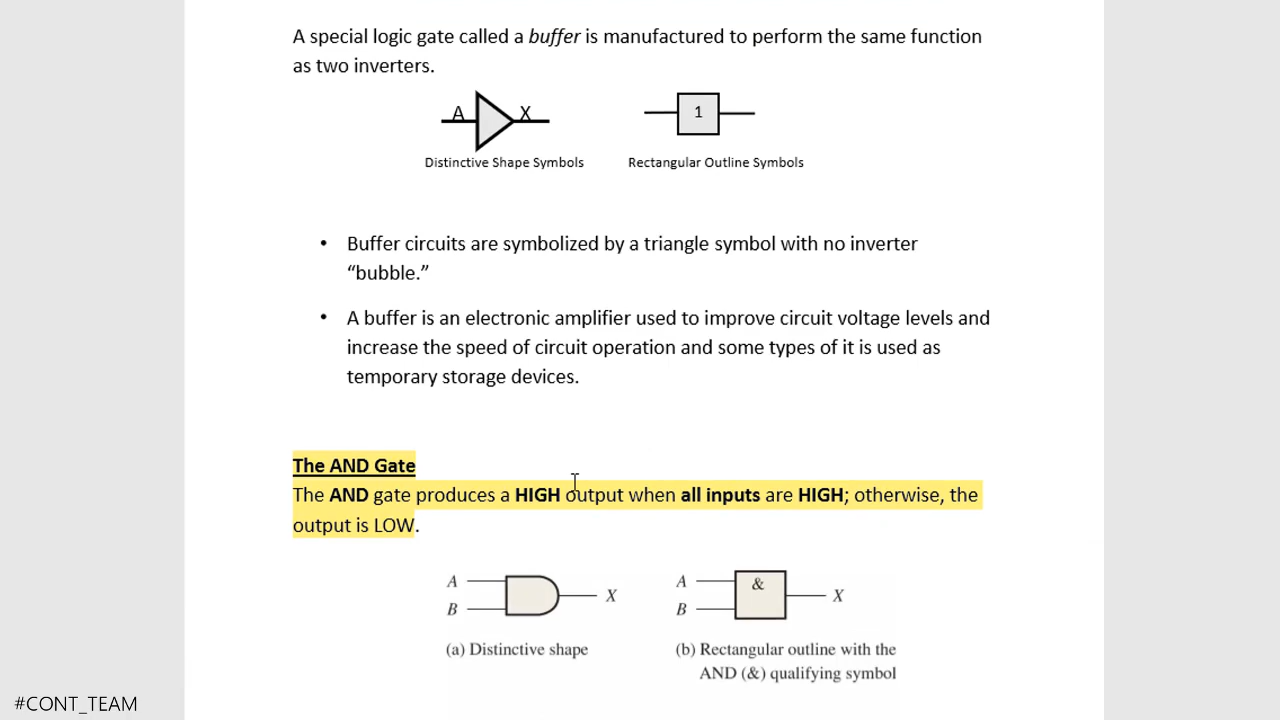 A special logic gate called a buffer is manufactured to perform the same function
as two inverters.
A X 1
Distinctive Shape Symbols Rectangular Outline Symbols
• Buffer circuits are symbolized by a triangle symbol with no inverter
“bubble.”
• A buffer is an electronic amplifier used to improve circuit voltage levels and
increase the speed of circuit operation and some types of it is used as
temporary storage devices.
The AND Gate
The AND gate produces a HIGH output when all inputs are HIGH; otherwise, the
output is LOW.
A A &
X X
B B
(a) Distinctive shape (b) Rectangular outline with the
AND (&) qualifying symbol
#CONT_TEAM